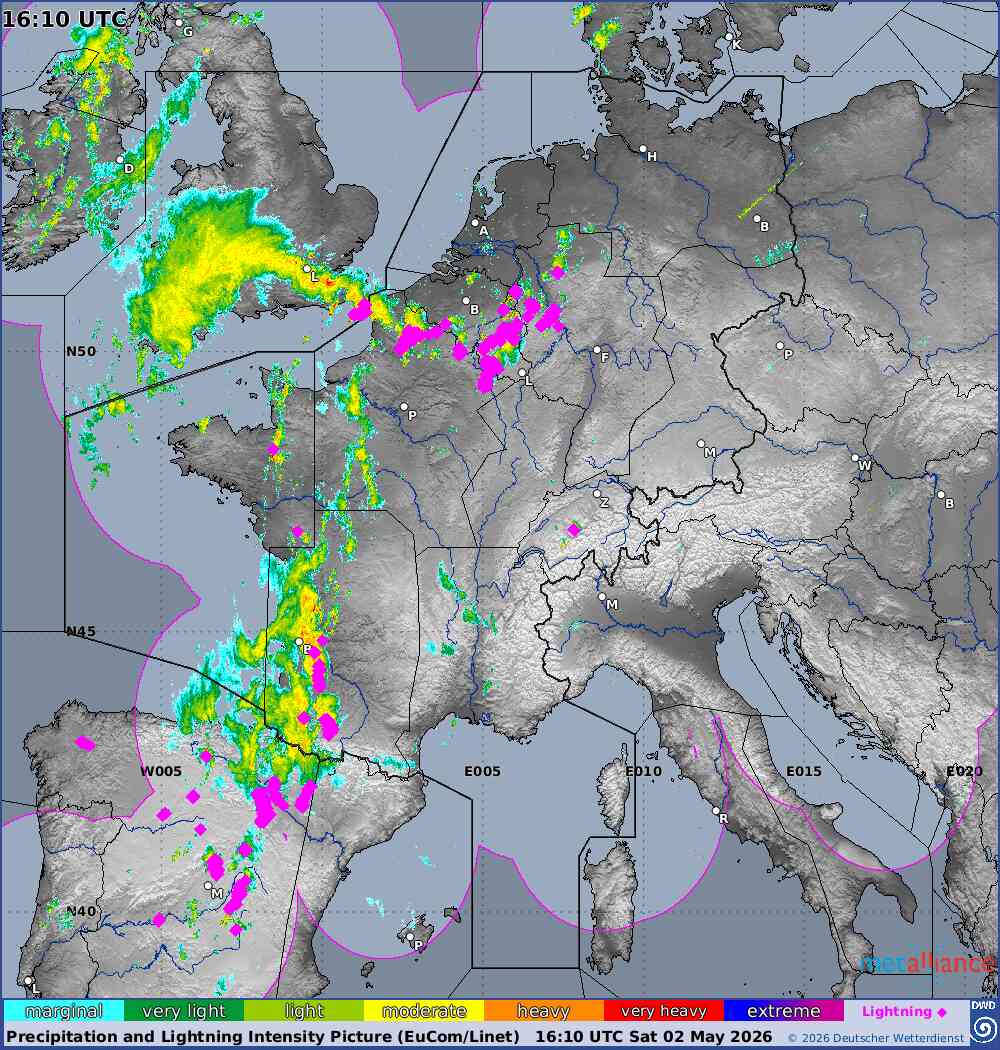 16:10 UTC
G
K
D
H
A
B
L
B
N50
F
P
L
P
M
W
Z
B
M
N45
P
W005
E005
E010
E015
E020
R
M
N40
P
L
metalliance
marginal
very light
light
moderate
heavy
very heavy
extreme
Lightning
DWD
Precipitation and Lightning Intensity Picture (EuCom/Linet) 16:10 UTC Sat 02 May 2026 © 2026 Deutscher Wetterdienst